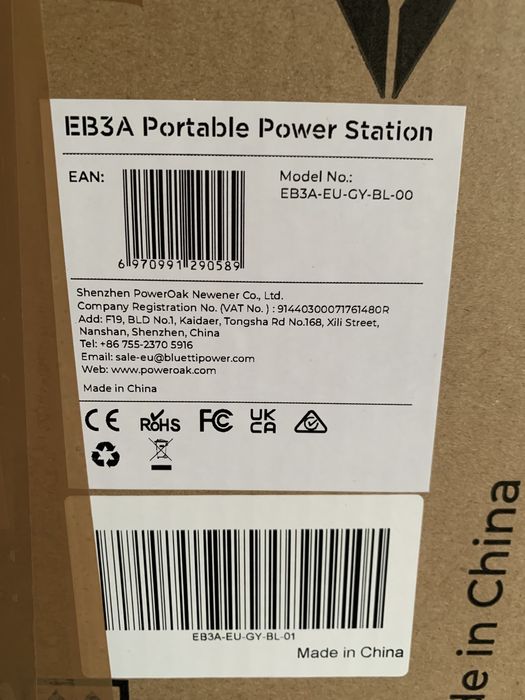 EB3A Portable Power Station
EAN:
Model No.:
EB3A-EU-GY-BL-00
6 970991 290589
Shenzhen PowerOak Newener Co., Ltd.
Company Registration No. (VAT No. ) : 91440300071761480R
Add: F19, BLD No.1, Kaidaer, Tongsha Rd No.168, Xili Street,
Nanshan, Shenzhen, China
Tel: +86 755-2370 5916
Email: sale-eu@bluettipower.com
Web: www.poweroak.com
Made in China
CE RoHS FC UK CA
EB3A-EU-GY-BL-01
Made in China
e in China